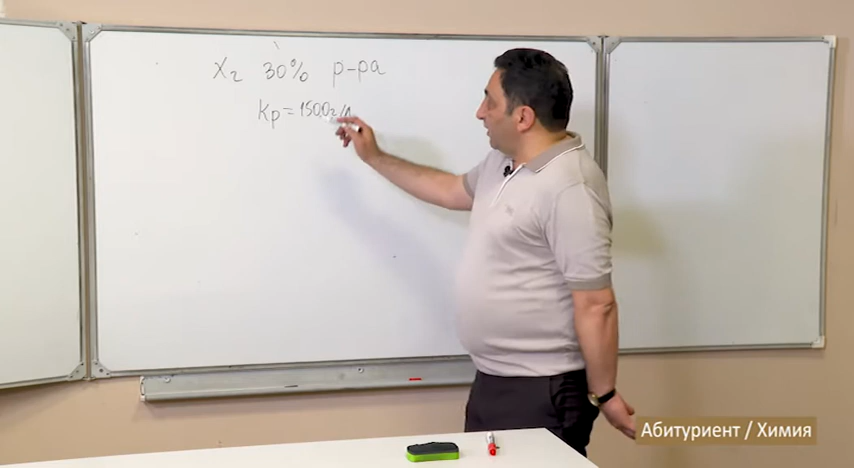 X₂ 30% р-ра
Kp = 1500г/л
Абитуриент / Химия